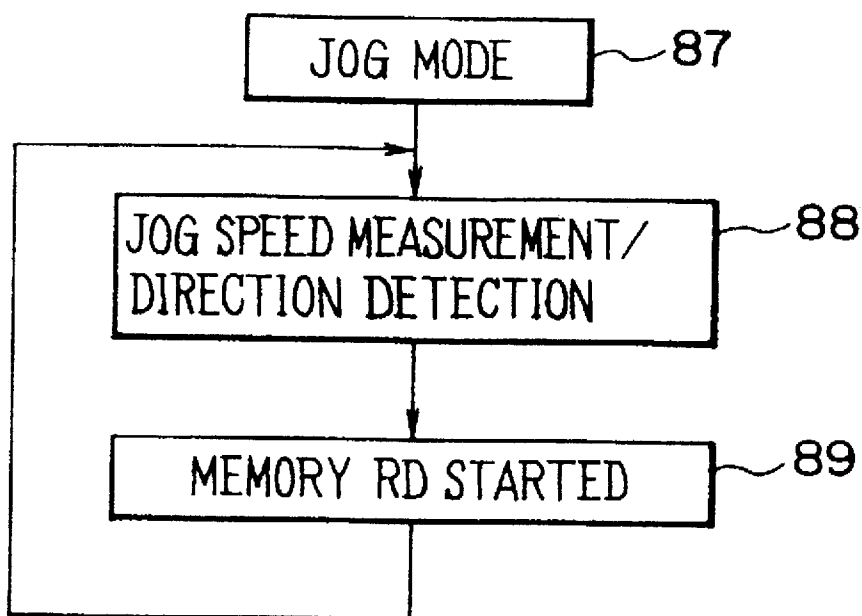 JOG MODE
87
JOG SPEED MEASUREMENT/
DIRECTION DETECTION
88
MEMORY RD STARTED
89